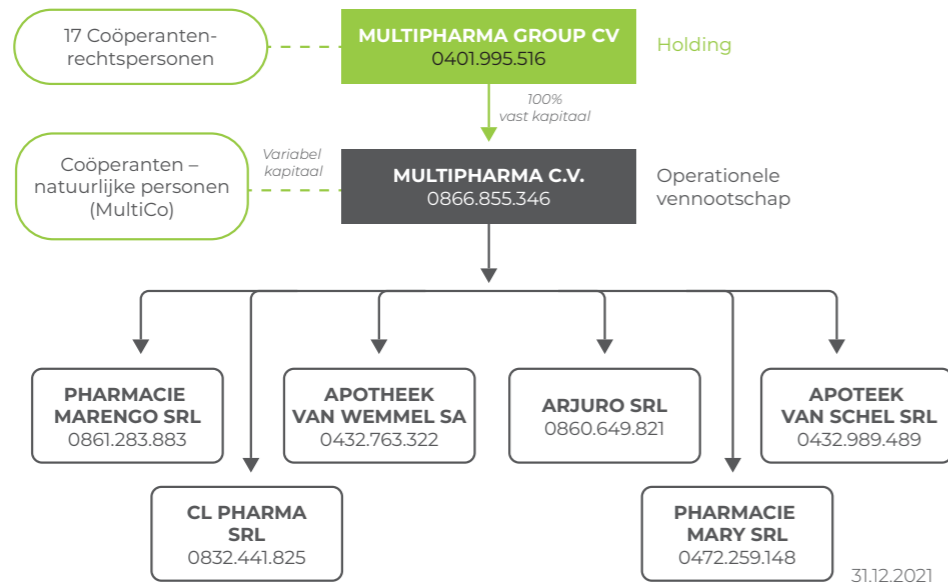 17 Coöperanten-
rechtspersonen
MULTIPHARMA GROUP CV
0401.995.516
Holding
100%
vast kapitaal
Coöperanten –
natuurlijke personen
(MultiCo)
Variabel
kapitaal
MULTIPHARMA C.V.
0866.855.346
Operationele
vennootschap
PHARMACIE
MARENGO SRL
0861.283.883
APOTHEEK
VAN WEMMEL SA
0432.763.322
ARJURO SRL
0860.649.821
APOTEEK
VAN SCHEL SRL
0432.989.489
CL PHARMA
SRL
0832.441.825
PHARMACIE
MARY SRL
0472.259.148
31.12.2021